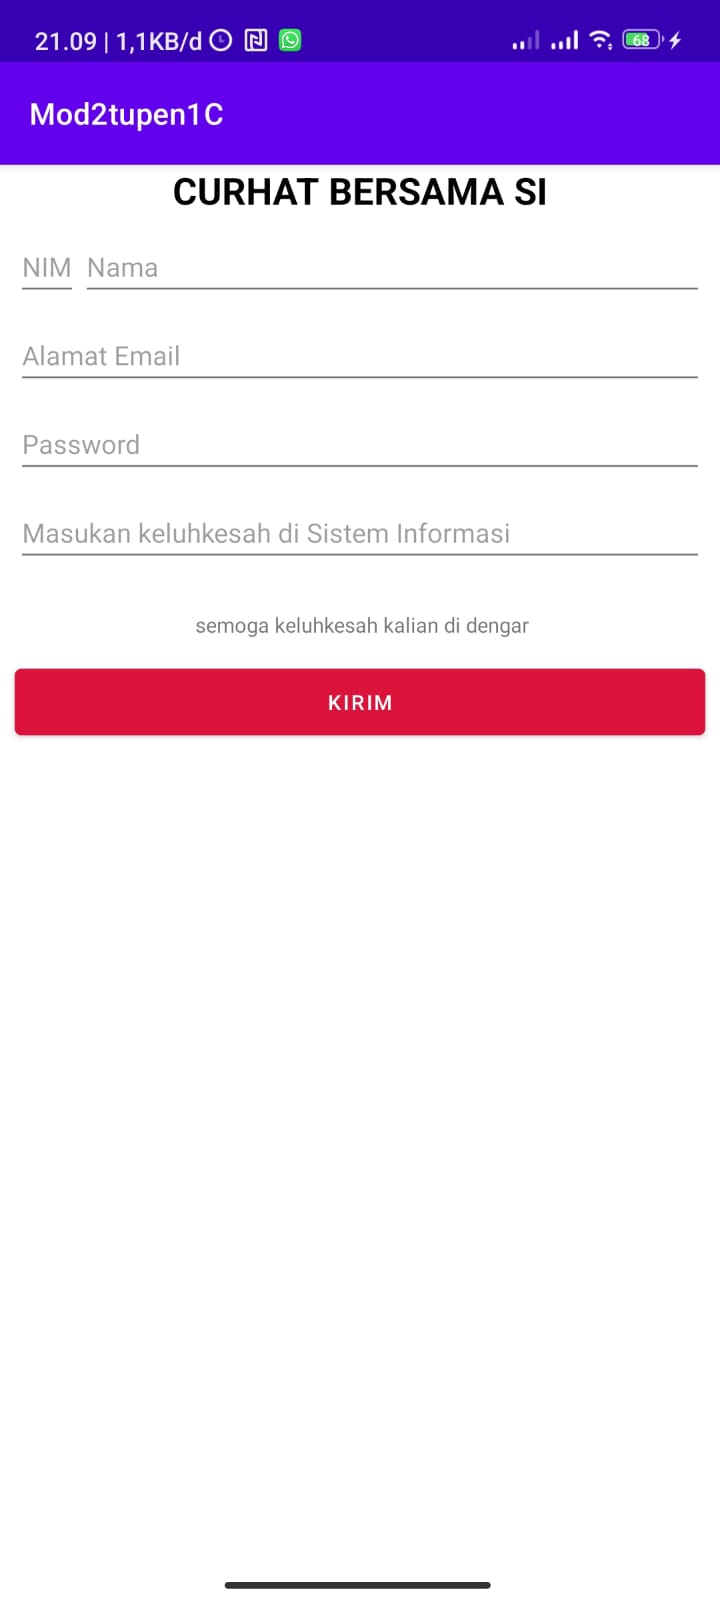 21.09 | 1,1KB/d
68
Mod2tupen1C
CURHAT BERSAMA SI
NIM Nama
Alamat Email
Password
Masukan keluhkesah di Sistem Informasi
semoga keluhkesah kalian di dengar
KIRIM